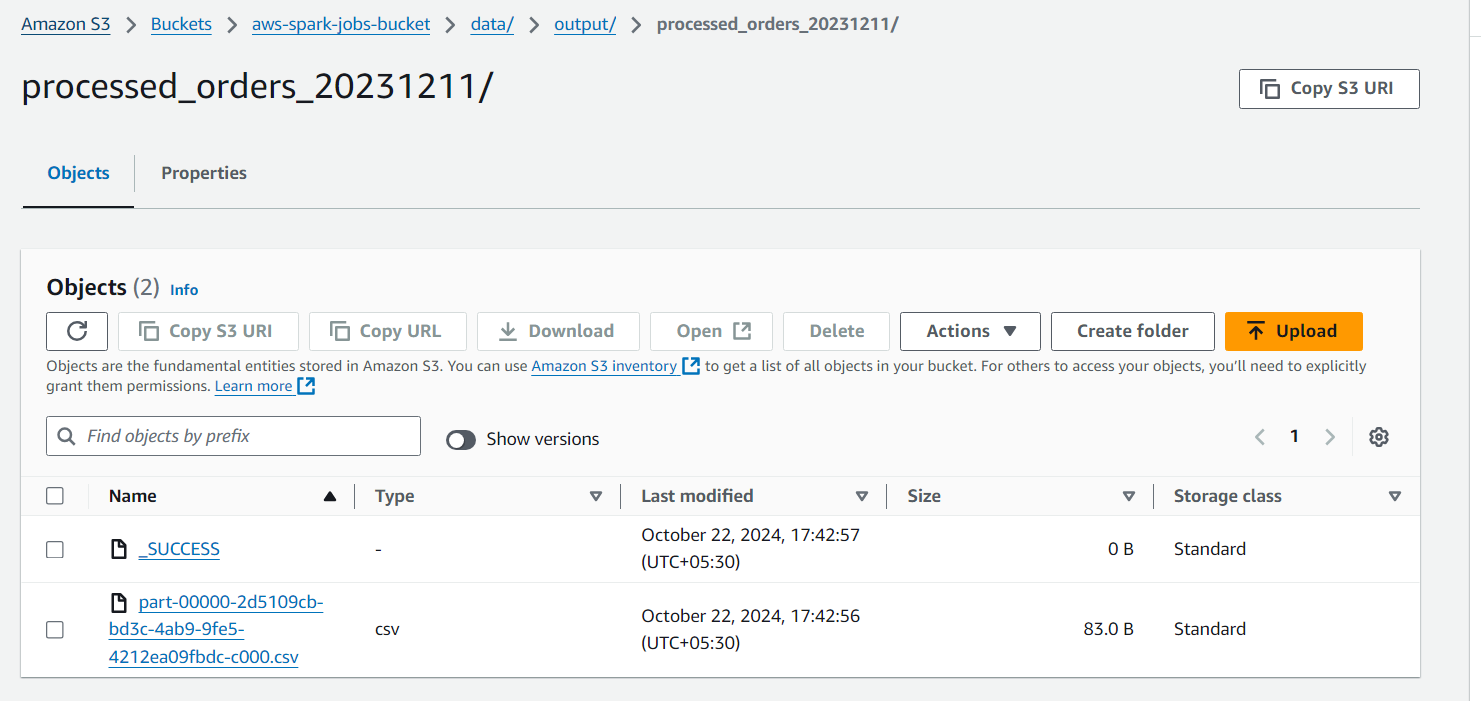 Amazon S3 > Buckets > aws-spark-jobs-bucket > data/ > output/ > processed_orders_20231211/
processed_orders_20231211/
Copy S3 URI
Objects Properties
Objects (2) Info
Copy S3 URI Copy URL Download Open Delete Actions Create folder Upload
Objects are the fundamental entities stored in Amazon S3. You can use Amazon S3 inventory to get a list of all objects in your bucket. For others to access your objects, you’ll need to explicitly
grant them permissions. Learn more
Find objects by prefix Show versions 1
Name Type Last modified Size Storage class
_SUCCESS - October 22, 2024, 17:42:57 0 B Standard
(UTC+05:30)
part-00000-2d5109cb- October 22, 2024, 17:42:56
bd3c-4ab9-9fe5- csv (UTC+05:30) 83.0 B Standard
4212ea09fbdc-c000.csv